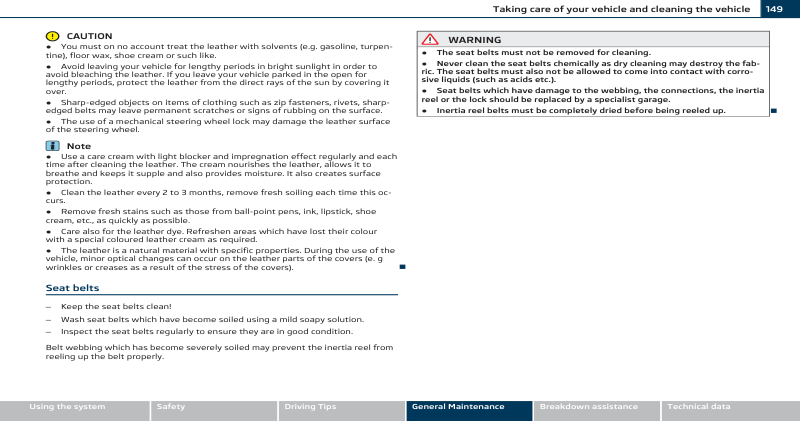 Taking care of your vehicle and cleaning the vehicle 149
CAUTION
● You must on no account treat the leather with solvents (e.g. gasoline, turpen-
tine), floor wax, shoe cream or such like.
● Avoid leaving your vehicle for lengthy periods in bright sunlight in order to
avoid bleaching the leather. If you leave your vehicle parked in the open for
lengthy periods, protect the leather from the direct rays of the sun by covering it
over.
● Sharp-edged objects on items of clothing such as zip fasteners, rivets, sharp-
edged belts may leave permanent scratches or signs of rubbing on the surface.
● The use of a mechanical steering wheel lock may damage the leather surface
of the steering wheel.
Note
● Use a care cream with light blocker and impregnation effect regularly and each
time after cleaning the leather. The cream nourishes the leather, allows it to
breathe and keeps it supple and also provides moisture. It also creates surface
protection.
● Clean the leather every 2 to 3 months, remove fresh soiling each time this oc-
curs.
● Remove fresh stains such as those from ball-point pens, ink, lipstick, shoe
cream, etc., as quickly as possible.
● Care also for the leather dye. Refreshen areas which have lost their colour
with a special coloured leather cream as required.
● The leather is a natural material with specific properties. During the use of the
vehicle, minor optical changes can occur on the leather parts of the covers (e. g
wrinkles or creases as a result of the stress of the covers).
Seat belts
– Keep the seat belts clean!
– Wash seat belts which have become soiled using a mild soapy solution.
– Inspect the seat belts regularly to ensure they are in good condition.
Belt webbing which has become severely soiled may prevent the inertia reel from
reeling up the belt properly.
WARNING
● The seat belts must not be removed for cleaning.
● Never clean the seat belts chemically as dry cleaning may destroy the fab-
ric. The seat belts must also not be allowed to come into contact with corro-
sive liquids (such as acids etc.).
● Seat belts which have damage to the webbing, the connections, the inertia
reel or the lock should be replaced by a specialist garage.
● Inertia reel belts must be completely dried before being reeled up.
Using the system Safety Driving Tips General Maintenance Breakdown assistance Technical data